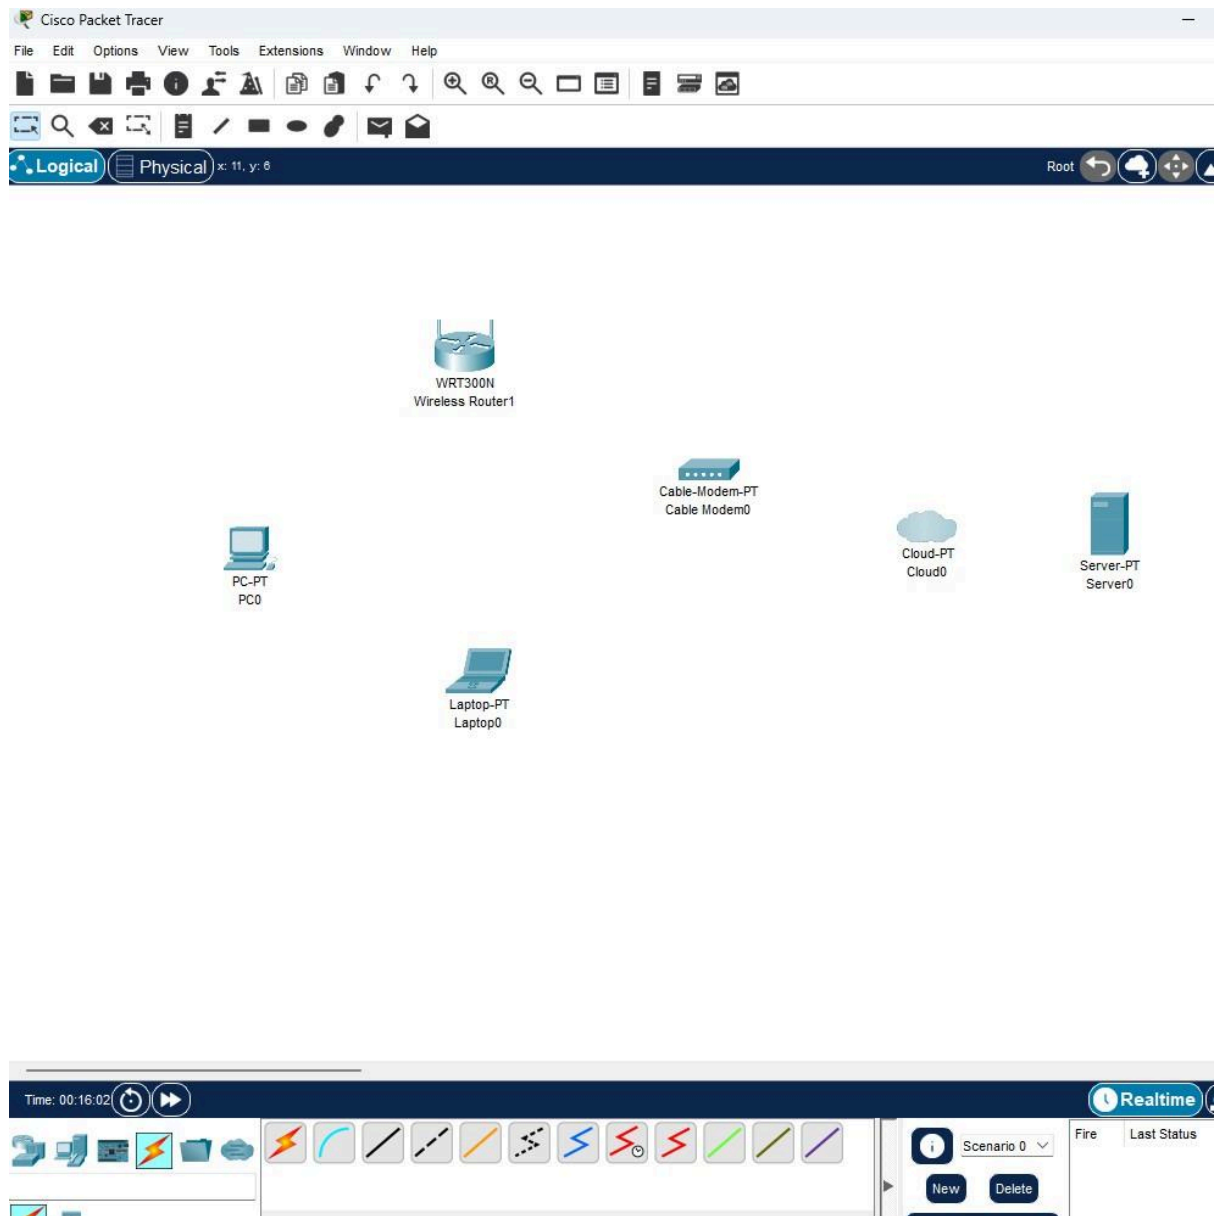 Cisco Packet Tracer
File Edit Options View Tools Extensions Window Help
Logical Physical x: 11, y: 6 Root
WRT300N
Wireless Router1
Cable-Modem-PT
Cable Modem0
Cloud-PT
Cloud0
Server-PT
Server0
PC-PT
PC0
Laptop-PT
Laptop0
Time: 00:16:02 Realtime
Scenario 0 Fire Last Status
New Delete